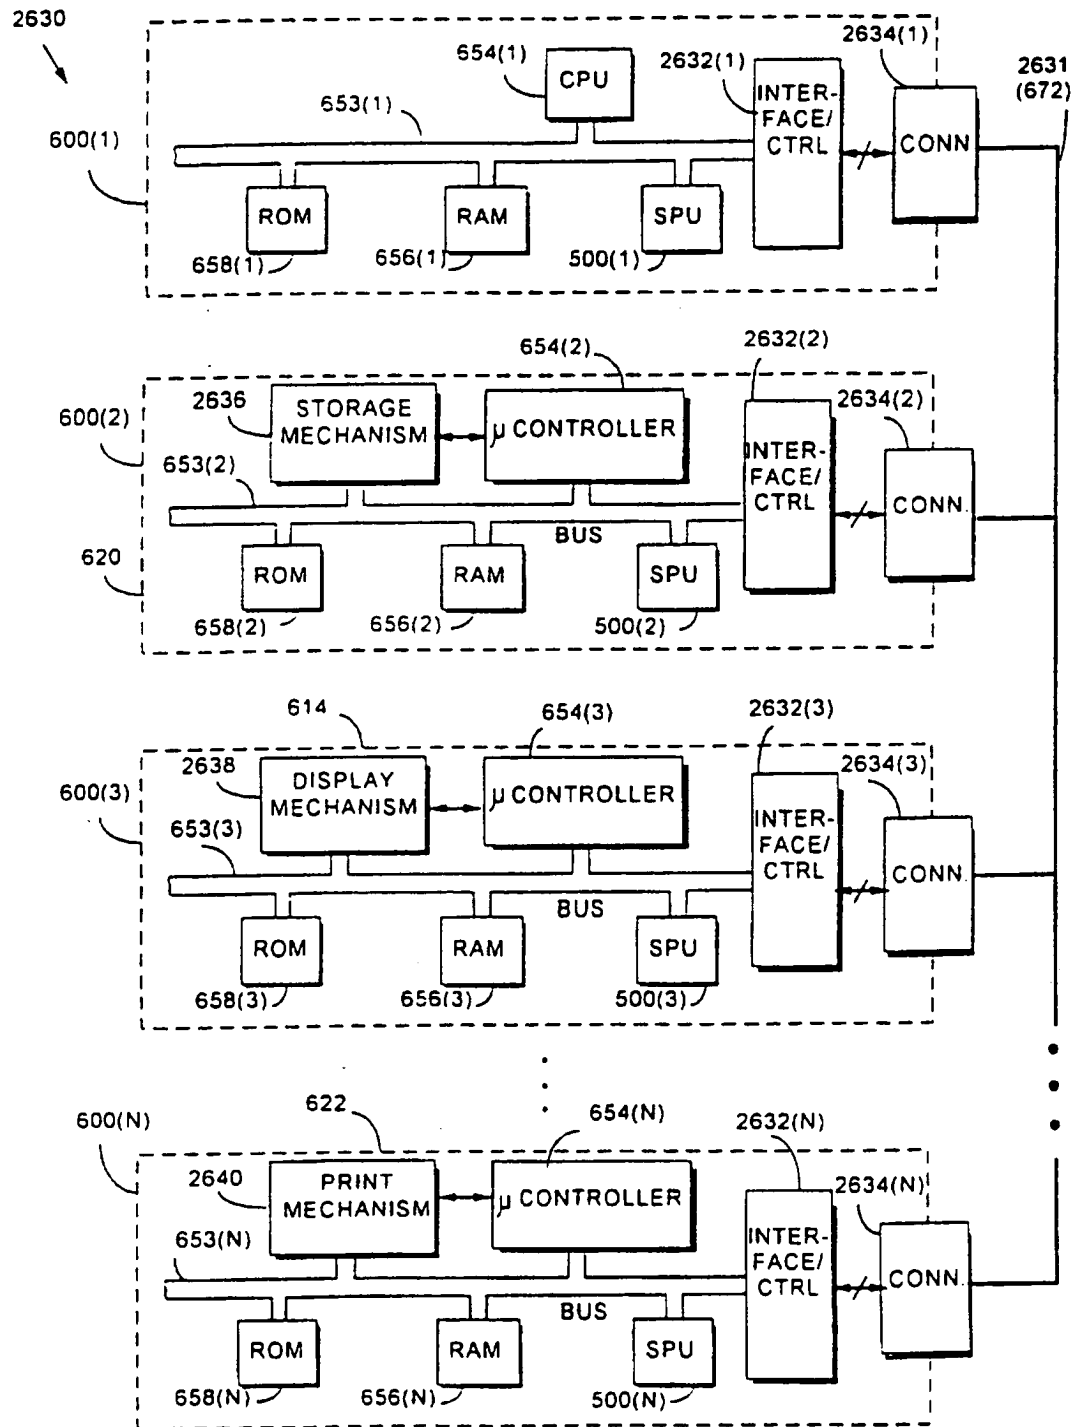 2630
654(1)
2632(1)
2634(1)
2631
(672)
CPU
INTER-
FACE/
CTRL
653(1)
600(1)
CONN
ROM
RAM
SPU
658(1)
656(1)
500(1)
654(2)
2632(2)
2634(2)
600(2)
2636
STORAGE
MECHANISM
μ CONTROLLER
INTER-
FACE/
CTRL
653(2)
CONN.
BUS
620
ROM
RAM
SPU
658(2)
656(2)
500(2)
614
654(3)
2632(3)
2634(3)
2638
DISPLAY
MECHANISM
μ CONTROLLER
600(3)
INTER-
FACE/
CTRL
653(3)
CONN.
BUS
ROM
RAM
SPU
658(3)
656(3)
500(3)
600(N)
622
654(N)
2632(N)
2634(N)
2640
PRINT
MECHANISM
μ CONTROLLER
INTER-
FACE/
CTRL
653(N)
CONN.
BUS
ROM
RAM
SPU
658(N)
656(N)
500(N)